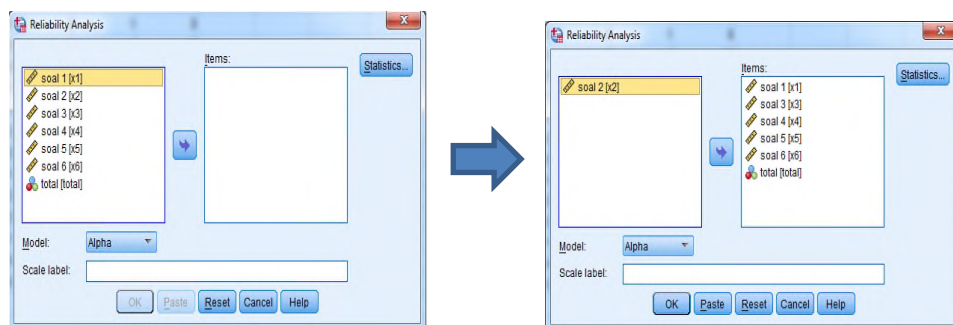 Reliability Analysis
X
Items:
soal 1 [x1]
soal 2 [x2]
soal 3 [x3]
soal 4 [x4]
soal 5 [x5]
soal 6 [x6]
total [total]
Statistics...
Model:
Alpha
Scale label:
OK Paste Reset Cancel Help
Reliability Analysis
X
soal 2 [x2]
Items:
soal 1 [x1]
soal 3 [x3]
soal 4 [x4]
soal 5 [x5]
soal 6 [x6]
total [total]
Statistics...
Model:
Alpha
Scale label:
OK Paste Reset Cancel Help